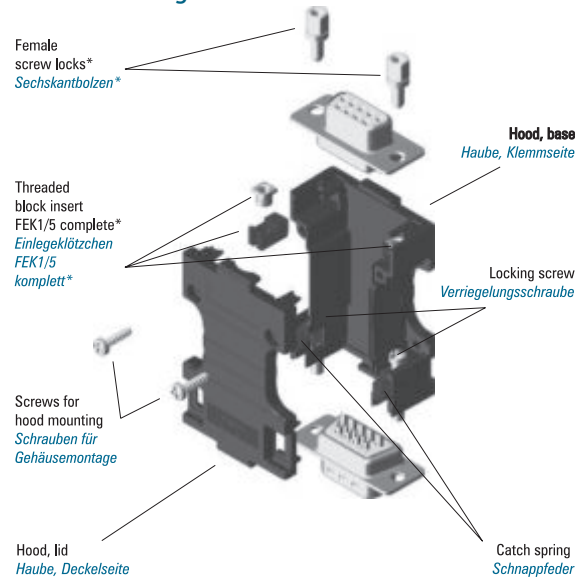 Female
screw locks*
Sechskantbolzen*
Hood, base
Haube, Klemmseite
Threaded
block insert
FEK1/5 complete*
Einlegeklötzchen
FEK1/5
komplett*
Locking screw
Verriegelungsschraube
Screws for
hood mounting
Schrauben für
Gehäusemontage
Hood, lid
Haube, Deckelseite
Catch spring
Schnappfeder